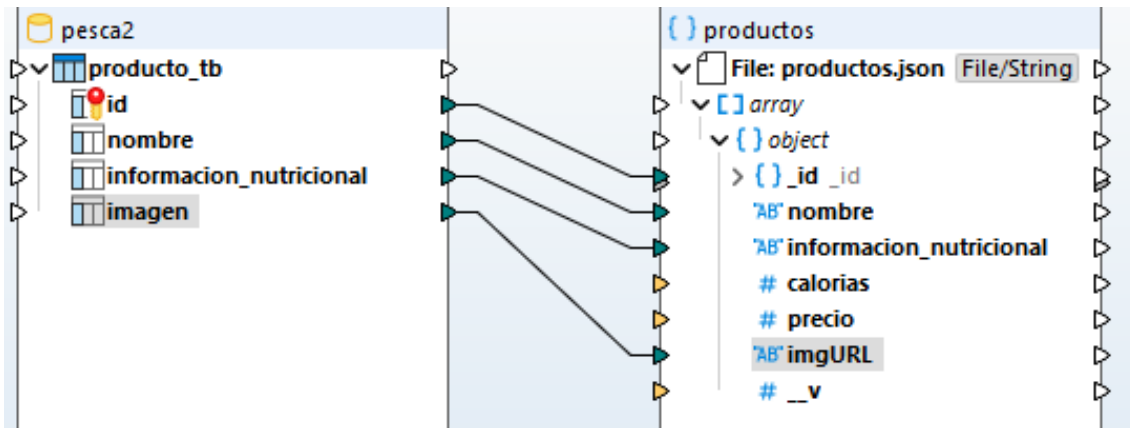 pesca2
producto_tb
id
nombre
informacion_nutricional
imagen
{ } productos
File: productos.json File/String
[ ] array
{ } object
{ } _id _id
"AB" nombre
"AB" informacion_nutricional
# calorias
# precio
"AB" imgURL
# __v